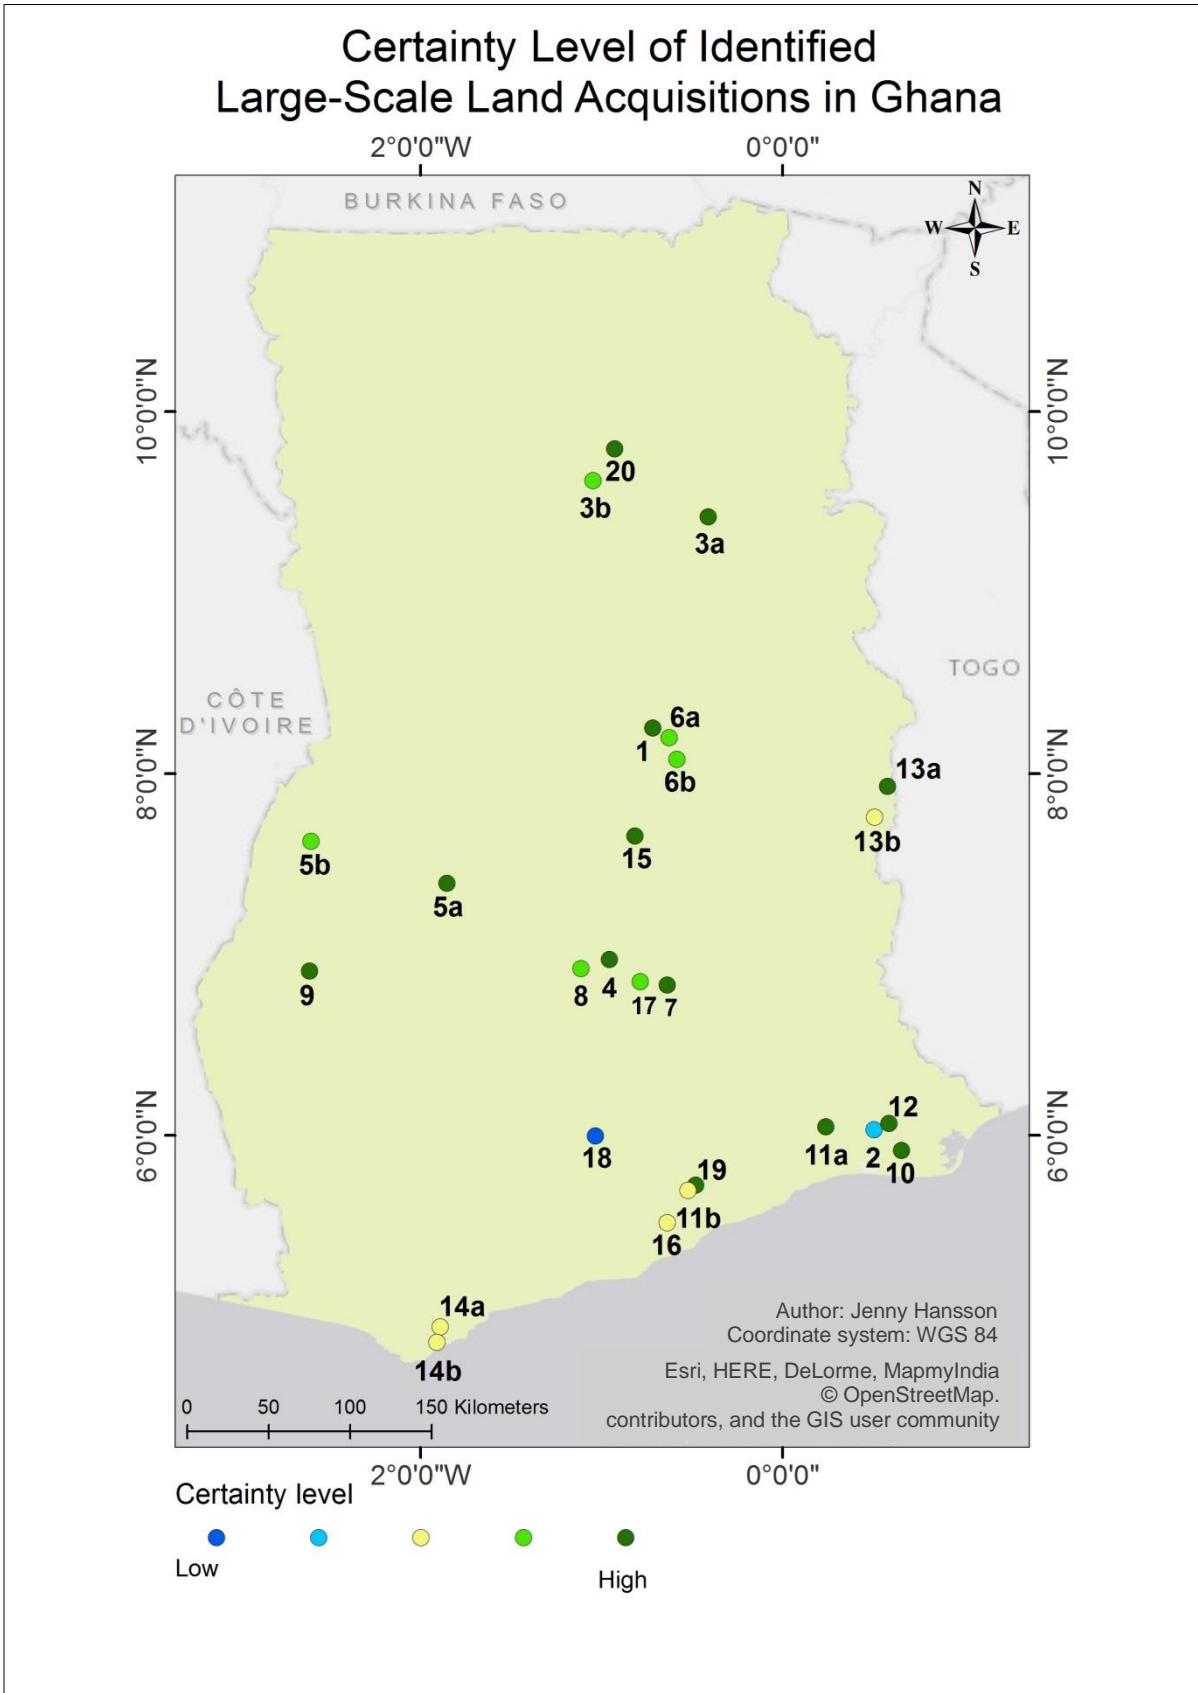 Certainty Level of Identified
Large-Scale Land Acquisitions in Ghana
2°0'0"W 0°0'0"
BURKINA FASO
N
W E
S
10°0'0"N 10°0'0"N
20
3b
3a
TOGO
CÔTE
D'IVOIRE
6a
1
6b
8°0'0"N 8°0'0"N
13a
13b
15
5b
5a
9
8 4 17 7
6°0'0"N 6°0'0"N
12
18
11a 2 10
19
11b
16
14a
14b
Author: Jenny Hansson
Coordinate system: WGS 84
Esri, HERE, DeLorme, MapmyIndia
© OpenStreetMap.
contributors, and the GIS user community
0 50 100 150 Kilometers
2°0'0"W 0°0'0"
Certainty level
Low
High